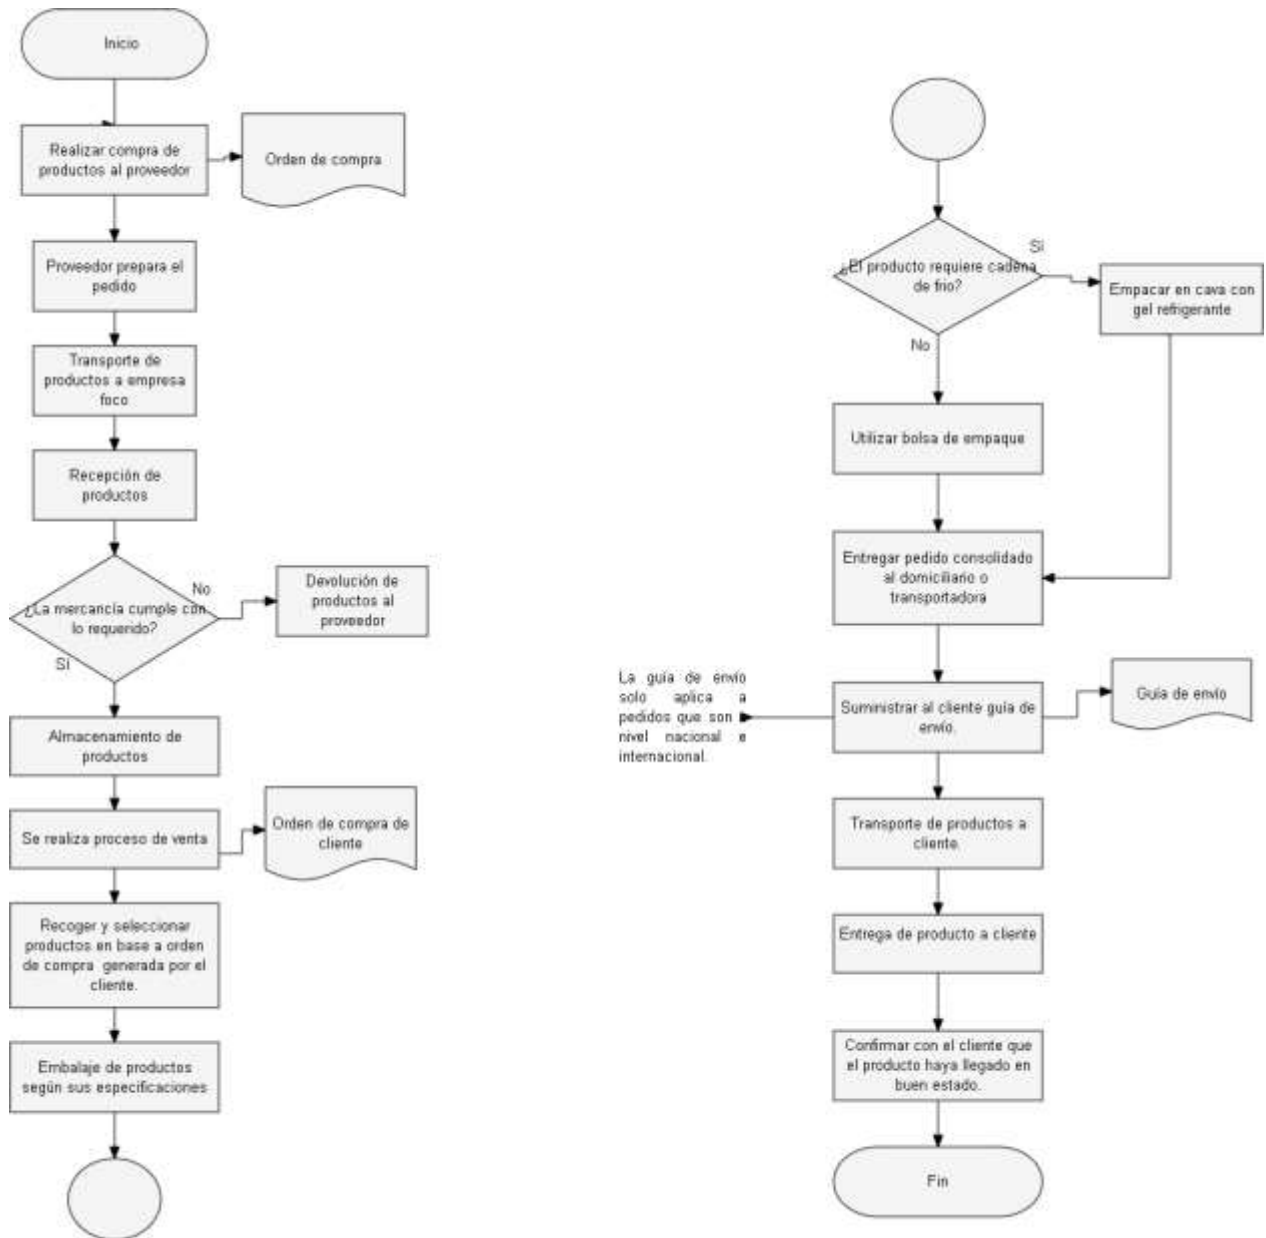 Inicio
Realizar compra de
productos al proveedor
Orden de compra
Proveedor prepara el
pedido
Transporte de
productos a empresa
foco
Recepción de
productos
¿La mercancía cumple con
lo requerido?
No
Sí
Devolución de
productos al
proveedor
Almacenamiento de
productos
Se realiza proceso de venta
Orden de compra de
cliente
Recoger y seleccionar
productos en base a orden
de compra generada por el
cliente.
Embalaje de productos
según sus especificaciones
¿El producto requiere cadena
de frio?
Si
No
Empacar en cava con
gel refrigerante
Utilizar bolsa de empaque
Entregar pedido consolidado
al domiciliario o
transportadora
La guía de envío
solo aplica a
pedidos que son a
nivel nacional e
internacional.
Suministrar al cliente guía de
envío.
Guía de envío
Transporte de productos a
cliente.
Entrega de producto a cliente
Confirmar con el cliente que
el producto haya llegado en
buen estado.
Fin